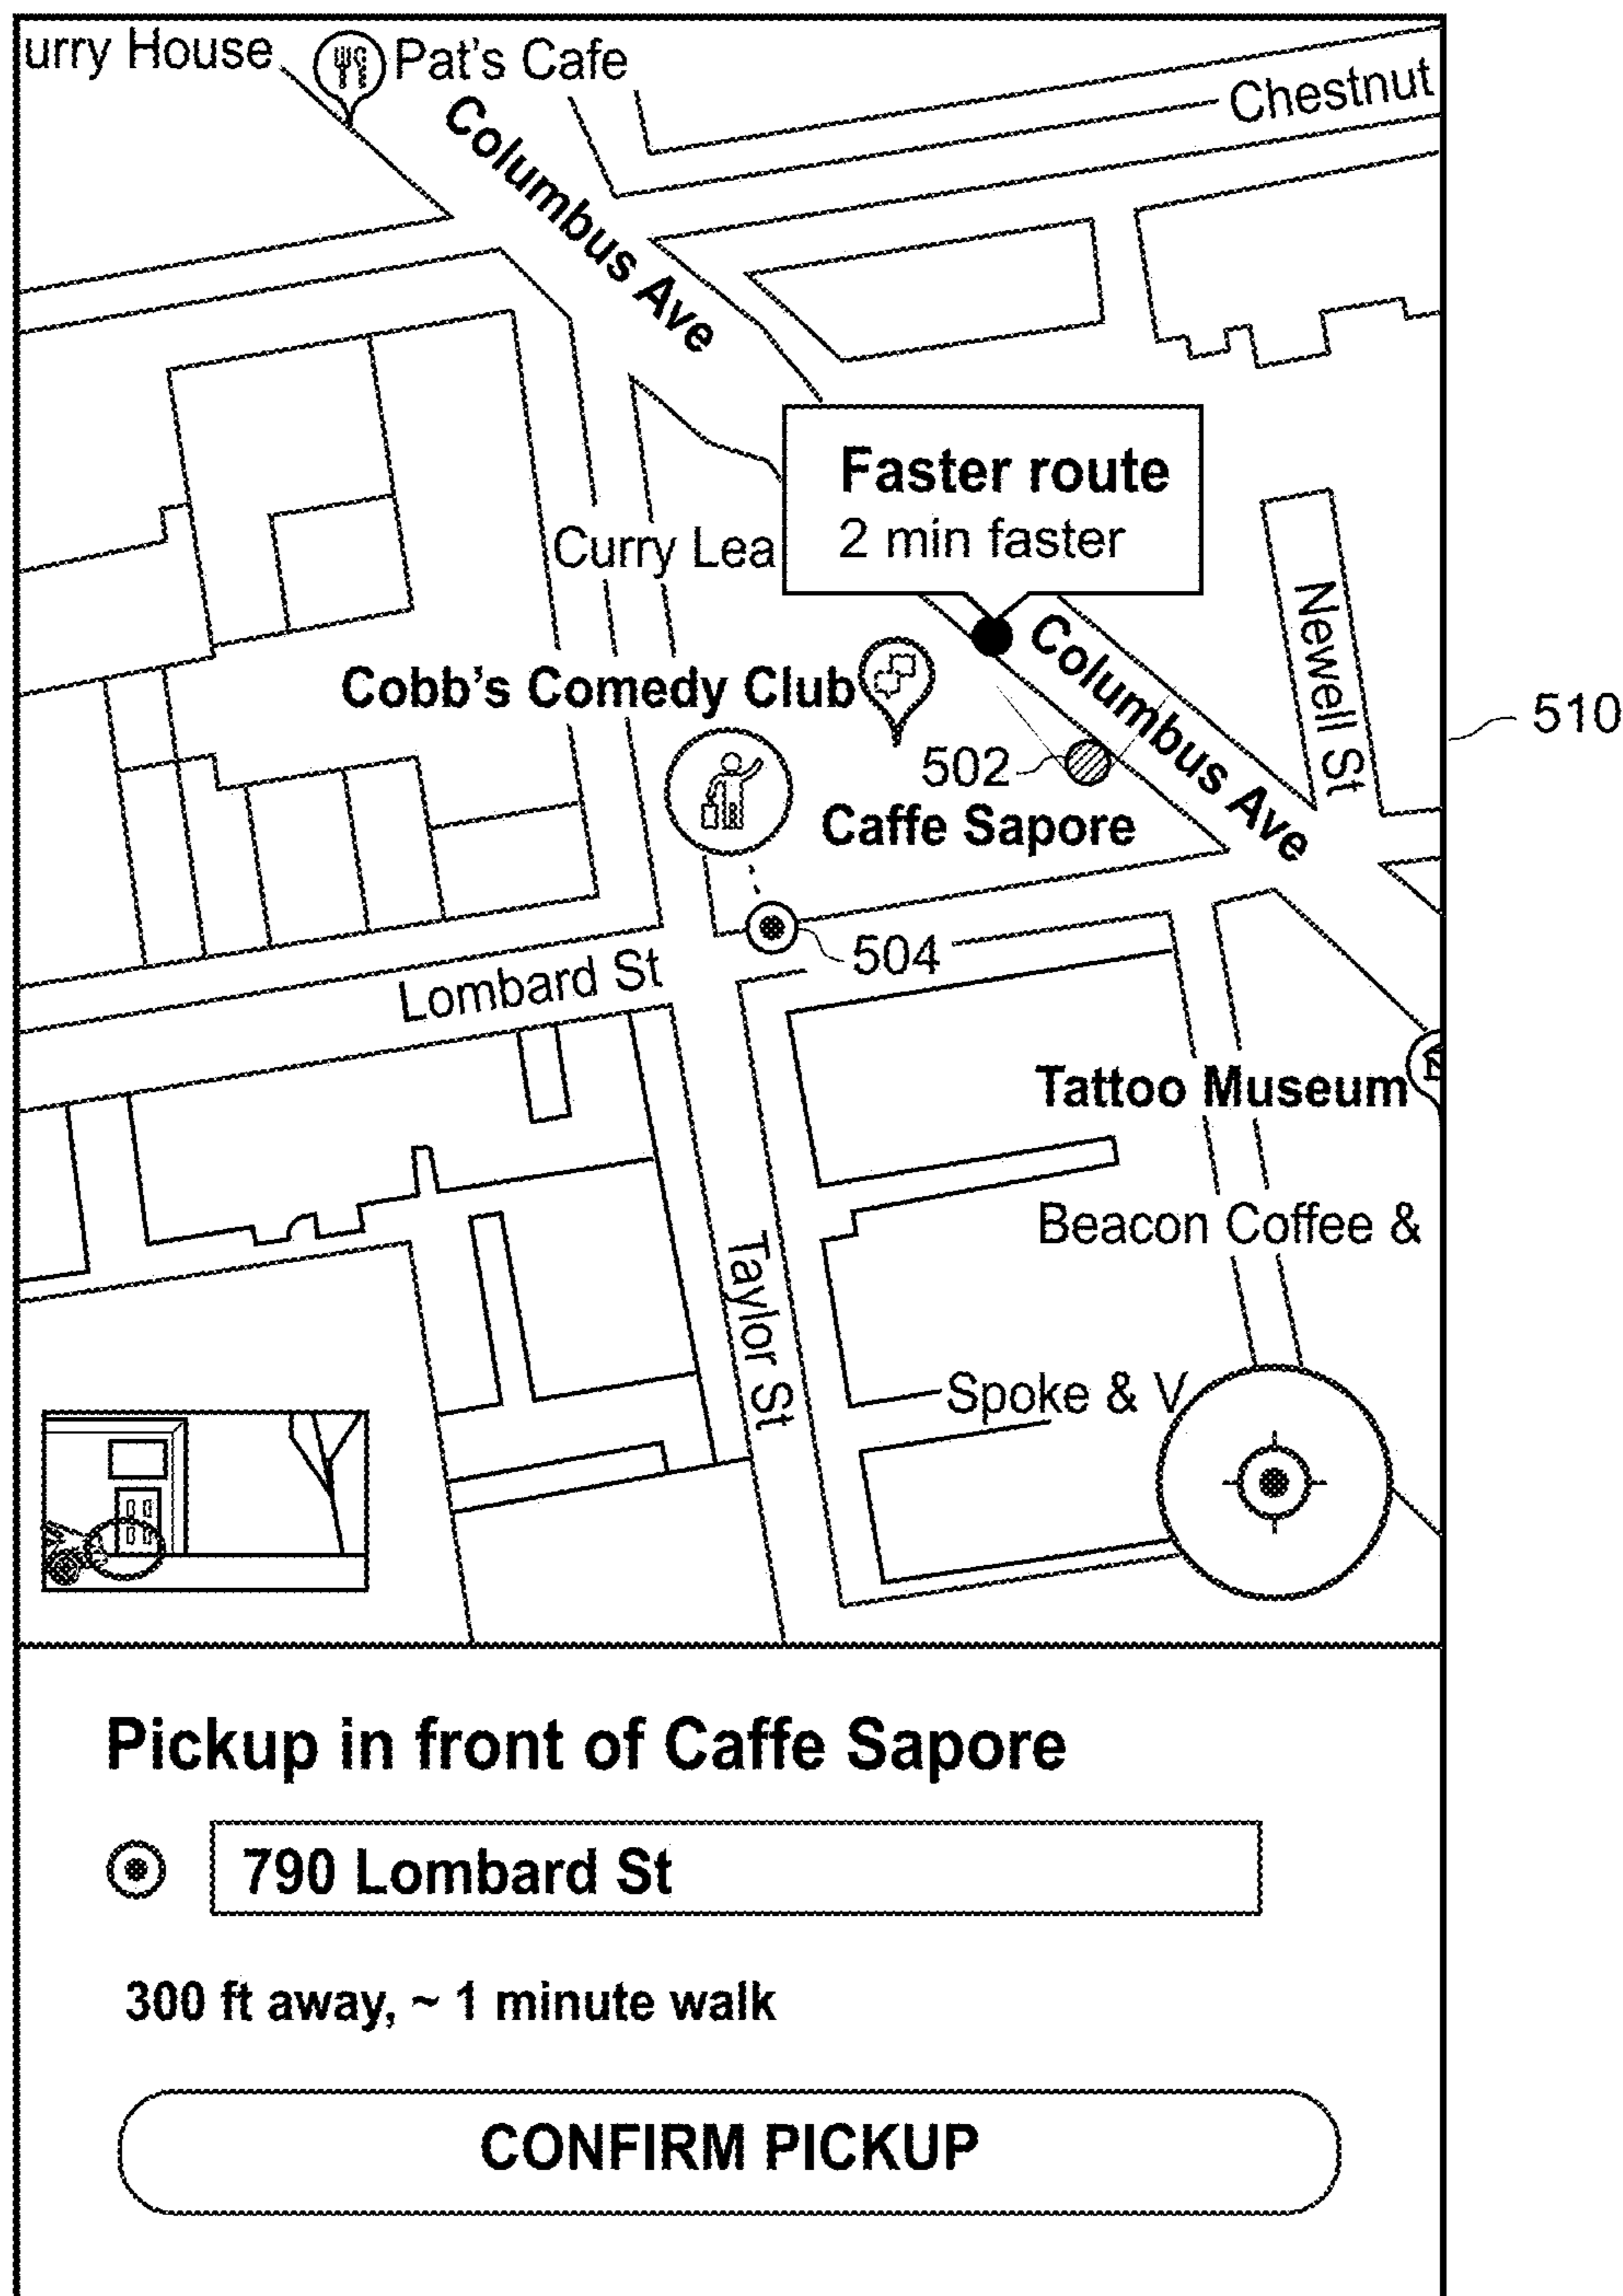 urry House
Pat's Cafe
Chestnut
Columbus Ave
Faster route
2 min faster
Curry Lea
Columbus Ave
Newell St
Cobb's Comedy Club
510
502
Caffe Sapore
504
Lombard St
Tattoo Museum
Beacon Coffee &
Taylor St
Spoke & V
Pickup in front of Caffe Sapore
790 Lombard St
300 ft away, ~ 1 minute walk
CONFIRM PICKUP